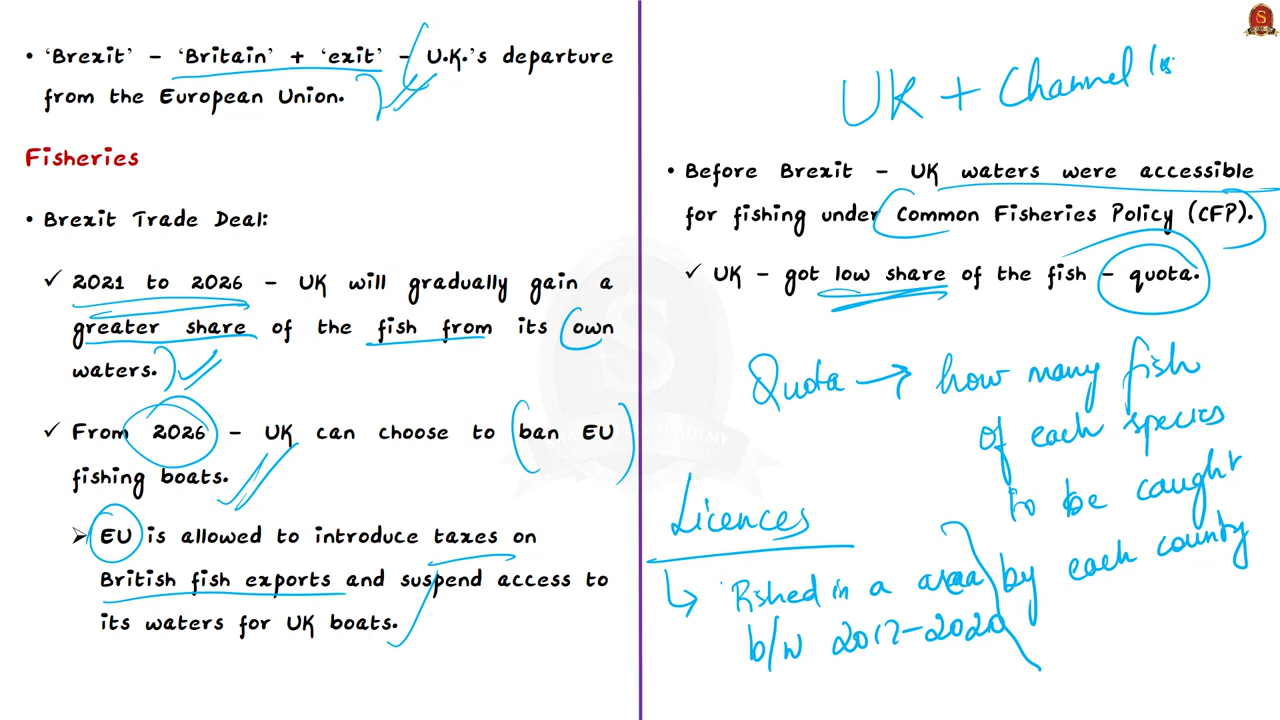 • ‘Brexit’ – ‘Britain’ + ‘exit’ – U.K.’s departure
from the European Union.
Fisheries
• Brexit Trade Deal:
✓ 2021 to 2026 – UK will gradually gain a
greater share of the fish from its own
waters.
✓ From 2026 – UK can choose to ban EU
fishing boats.
➢ EU is allowed to introduce taxes on
British fish exports and suspend access to
its waters for UK boats.
UK + Channel Is
• Before Brexit – UK waters were accessible
for fishing under Common Fisheries Policy (CFP).
✓ UK – got low share of the fish – quota.
Quota → how many fish
of each species
to be caught
by each county
Licences
↳ Fished in a area
b/w 2017-2020